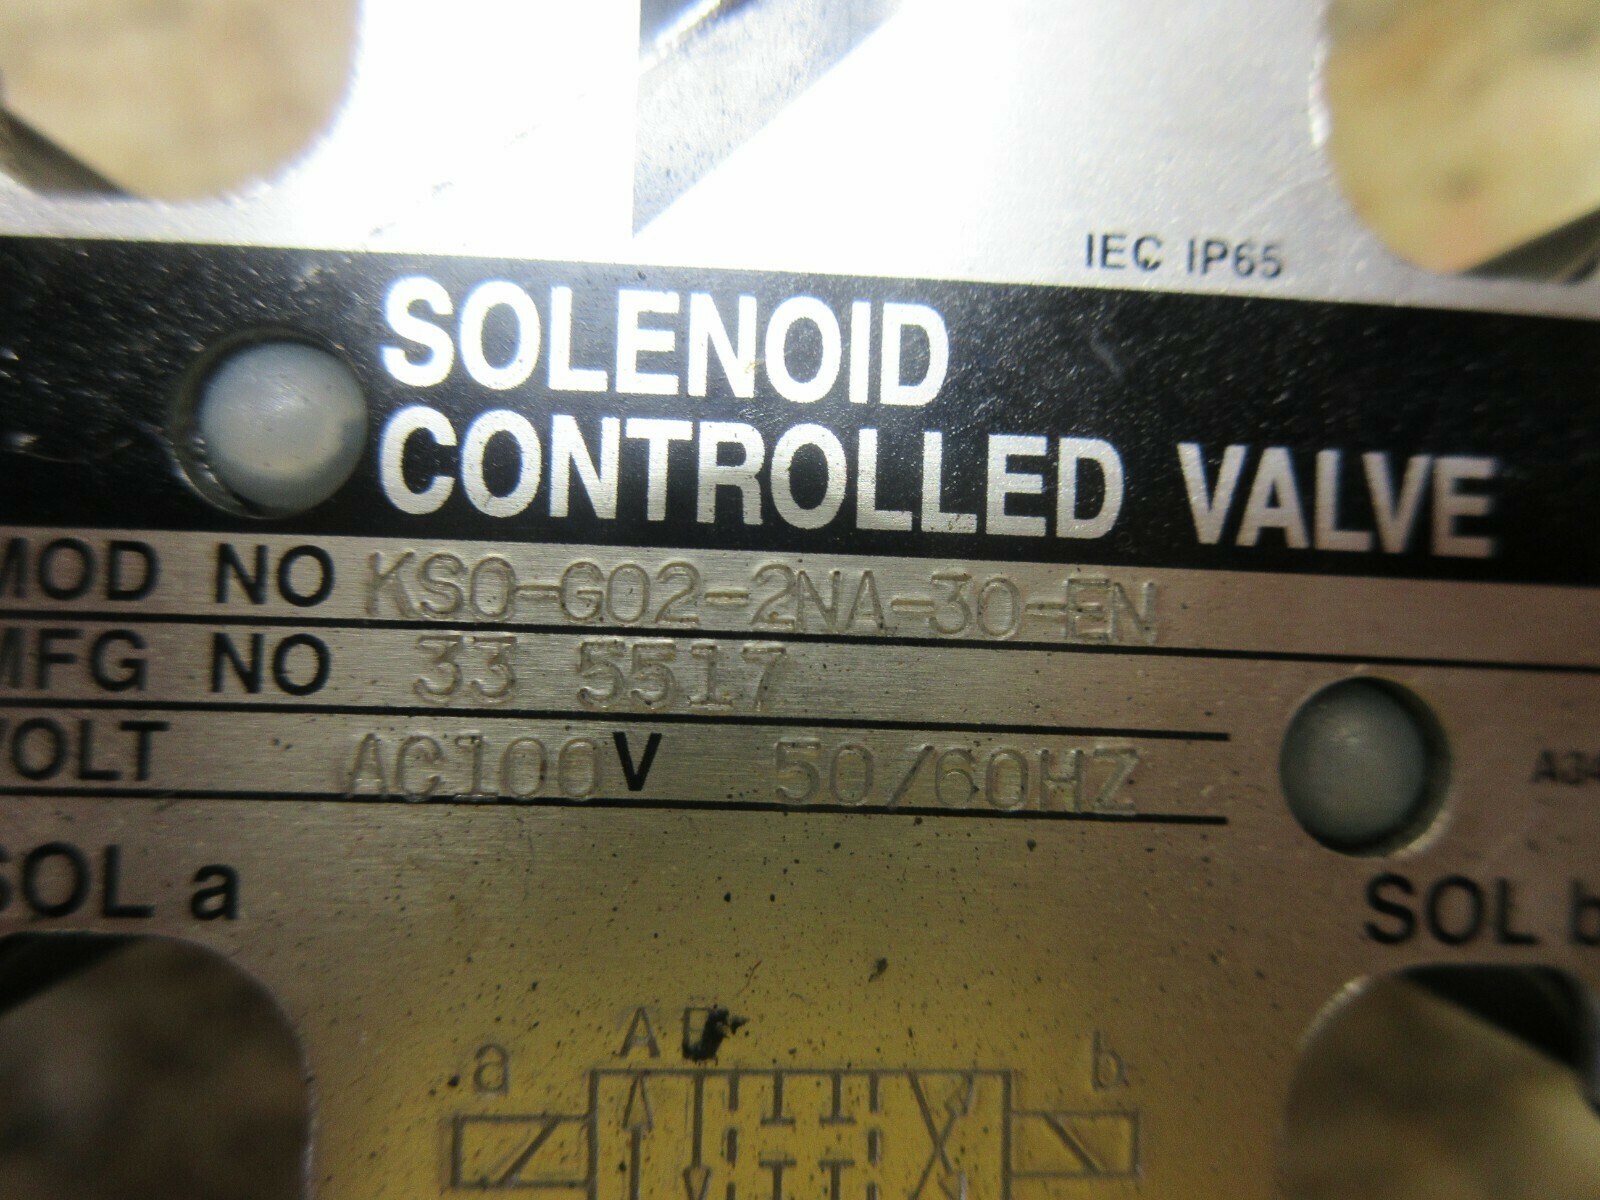 IEC IP65
SOLENOID
CONTROLLED VALVE
MOD NO KSO-G02-2NA-30-EN
MFG NO 33 5517
VOLT AC100V 50/60HZ
A34
SOL a SOL b
A B
a b